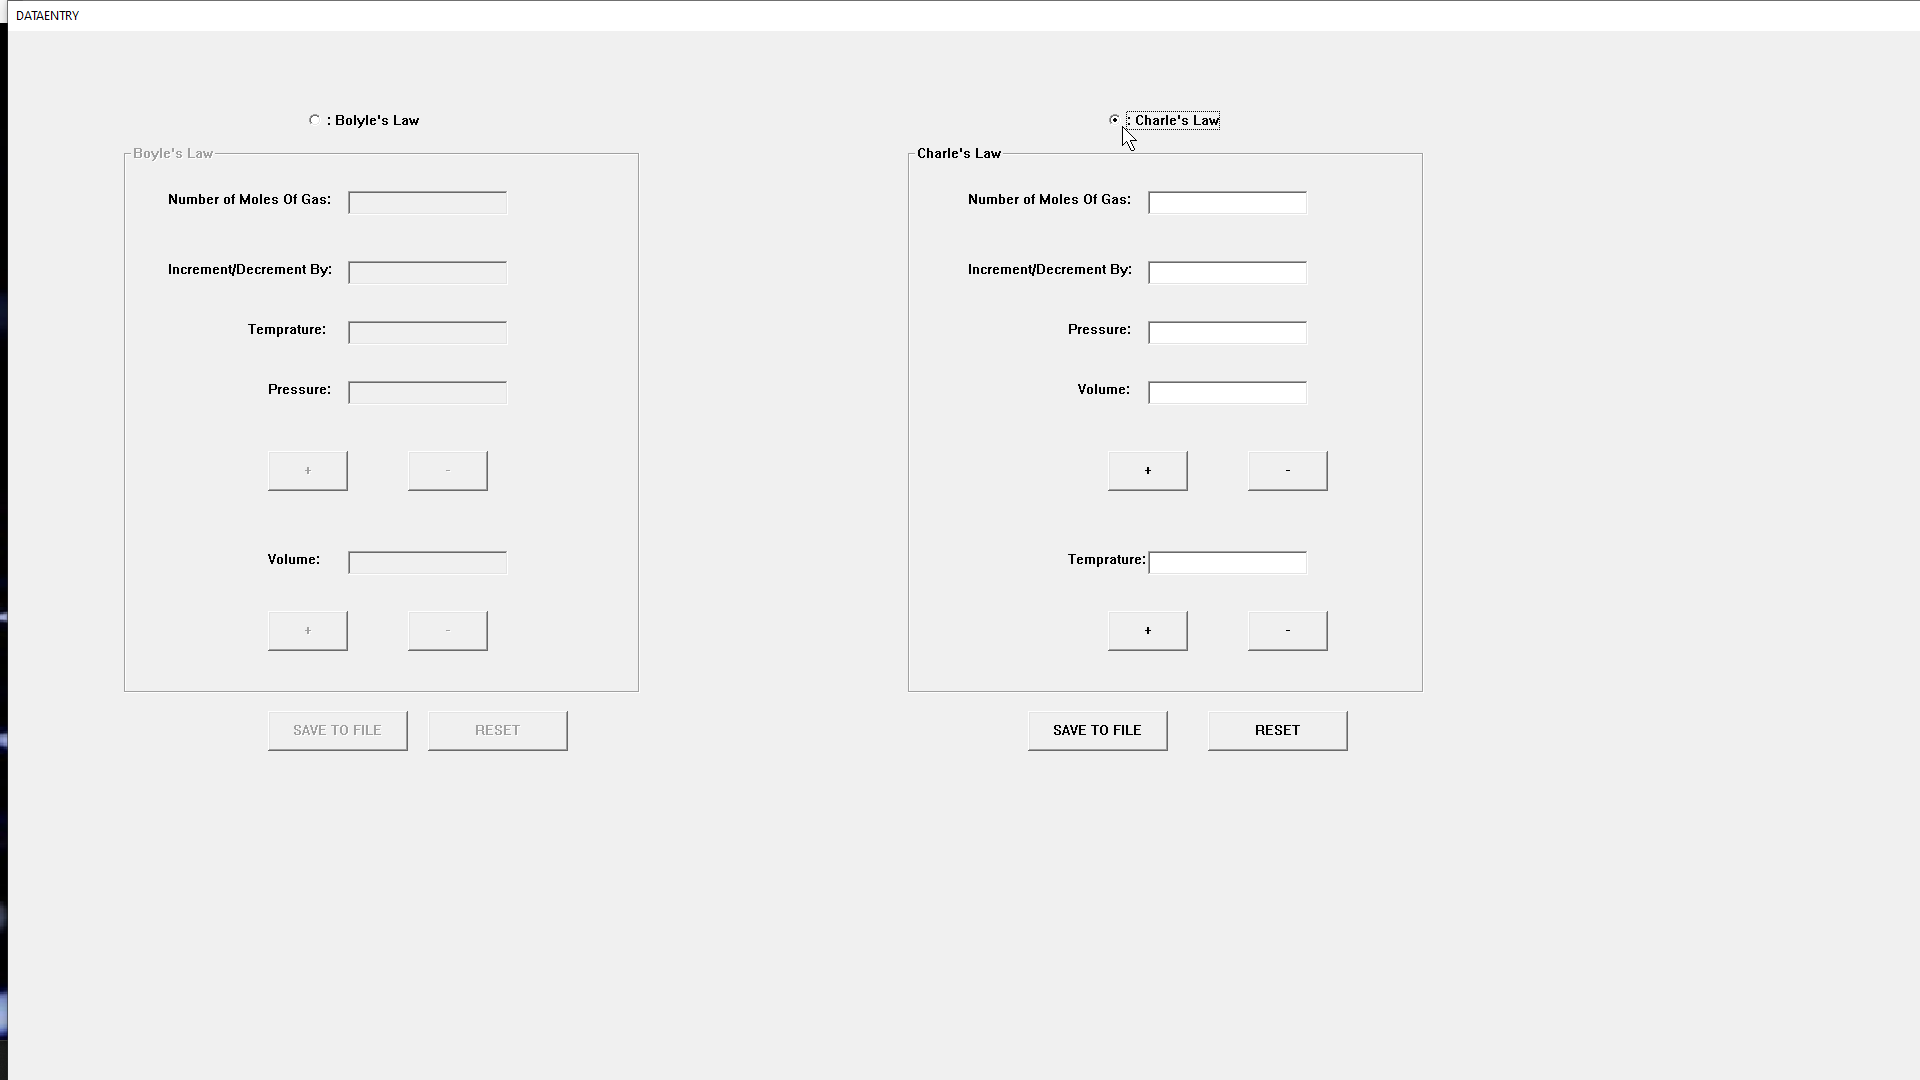 DATAENTRY
: Bolyle's Law
Boyle's Law
Number of Moles Of Gas:
Increment/Decrement By:
Temprature:
Pressure:
+ -
Volume:
+ -
SAVE TO FILE RESET
: Charle's Law
Charle's Law
Number of Moles Of Gas:
Increment/Decrement By:
Pressure:
Volume:
+ -
Temprature:
+ -
SAVE TO FILE RESET